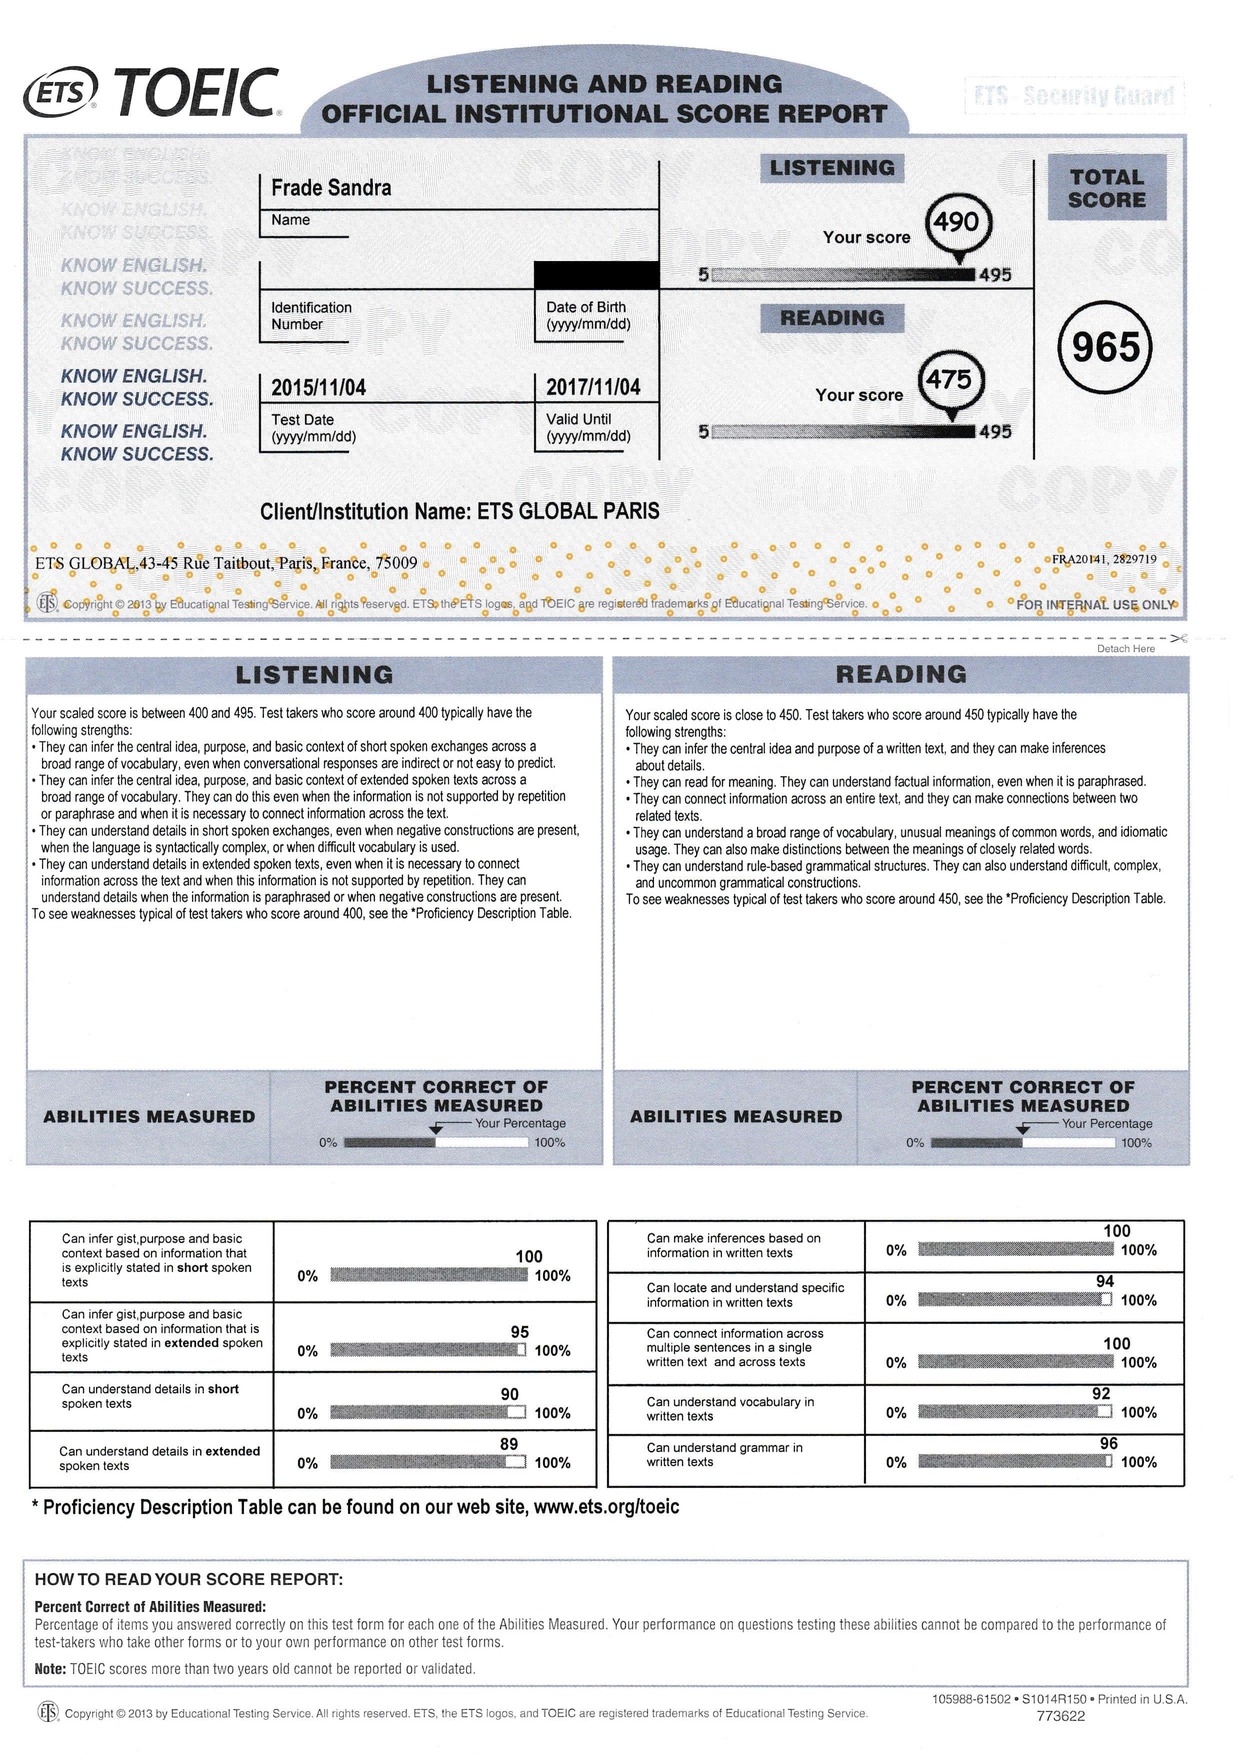 ETS TOEIC
LISTENING AND READING
OFFICIAL INSTITUTIONAL SCORE REPORT
ETS - Security Guard
KNOW ENGLISH.
KNOW SUCCESS.
KNOW ENGLISH.
KNOW SUCCESS.
KNOW ENGLISH.
KNOW SUCCESS.
KNOW ENGLISH.
KNOW SUCCESS.
KNOW ENGLISH.
KNOW SUCCESS.
KNOW ENGLISH.
KNOW SUCCESS.
Frade Sandra
Name
Identification
Number
Date of Birth
(yyyy/mm/dd)
2015/11/04
Test Date
(yyyy/mm/dd)
2017/11/04
Valid Until
(yyyy/mm/dd)
LISTENING
Your score 490
5 495
READING
Your score 475
5 495
TOTAL
SCORE
965
COPY
Client/Institution Name: ETS GLOBAL PARIS
ETS GLOBAL,43-45 Rue Taitbout, Paris, France, 75009
FRA20141, 2829719
ETS Copyright © 2013 by Educational Testing Service. All rights reserved. ETS, the ETS logos, and TOEIC are registered trademarks of Educational Testing Service.
FOR INTERNAL USE ONLY
Detach Here
LISTENING
Your scaled score is between 400 and 495. Test takers who score around 400 typically have the
following strengths:
• They can infer the central idea, purpose, and basic context of short spoken exchanges across a
broad range of vocabulary, even when conversational responses are indirect or not easy to predict.
• They can infer the central idea, purpose, and basic context of extended spoken texts across a
broad range of vocabulary. They can do this even when the information is not supported by repetition
or paraphrase and when it is necessary to connect information across the text.
• They can understand details in short spoken exchanges, even when negative constructions are present,
when the language is syntactically complex, or when difficult vocabulary is used.
• They can understand details in extended spoken texts, even when it is necessary to connect
information across the text and when this information is not supported by repetition. They can
understand details when the information is paraphrased or when negative constructions are present.
To see weaknesses typical of test takers who score around 400, see the *Proficiency Description Table.
ABILITIES MEASURED
PERCENT CORRECT OF
ABILITIES MEASURED
Your Percentage
0% 100%
READING
Your scaled score is close to 450. Test takers who score around 450 typically have the
following strengths:
• They can infer the central idea and purpose of a written text, and they can make inferences
about details.
• They can read for meaning. They can understand factual information, even when it is paraphrased.
• They can connect information across an entire text, and they can make connections between two
related texts.
• They can understand a broad range of vocabulary, unusual meanings of common words, and idiomatic
usage. They can also make distinctions between the meanings of closely related words.
• They can understand rule-based grammatical structures. They can also understand difficult, complex,
and uncommon grammatical constructions.
To see weaknesses typical of test takers who score around 450, see the *Proficiency Description Table.
ABILITIES MEASURED
PERCENT CORRECT OF
ABILITIES MEASURED
Your Percentage
0% 100%
Can infer gist,purpose and basic
context based on information that
is explicitly stated in short spoken
texts
100
0% 100%
Can infer gist,purpose and basic
context based on information that is
explicitly stated in extended spoken
texts
95
0% 100%
Can understand details in short
spoken texts
90
0% 100%
Can understand details in extended
spoken texts
89
0% 100%
Can make inferences based on
information in written texts
100
0% 100%
Can locate and understand specific
information in written texts
94
0% 100%
Can connect information across
multiple sentences in a single
written text and across texts
100
0% 100%
Can understand vocabulary in
written texts
92
0% 100%
Can understand grammar in
written texts
96
0% 100%
* Proficiency Description Table can be found on our web site, www.ets.org/toeic
HOW TO READ YOUR SCORE REPORT:
Percent Correct of Abilities Measured:
Percentage of items you answered correctly on this test form for each one of the Abilities Measured. Your performance on questions testing these abilities cannot be compared to the performance of
test-takers who take other forms or to your own performance on other test forms.
Note: TOEIC scores more than two years old cannot be reported or validated.
ETS Copyright © 2013 by Educational Testing Service. All rights reserved. ETS, the ETS logos, and TOEIC are registered trademarks of Educational Testing Service.
105988-61502 • S1014R150 • Printed in U.S.A.
773622